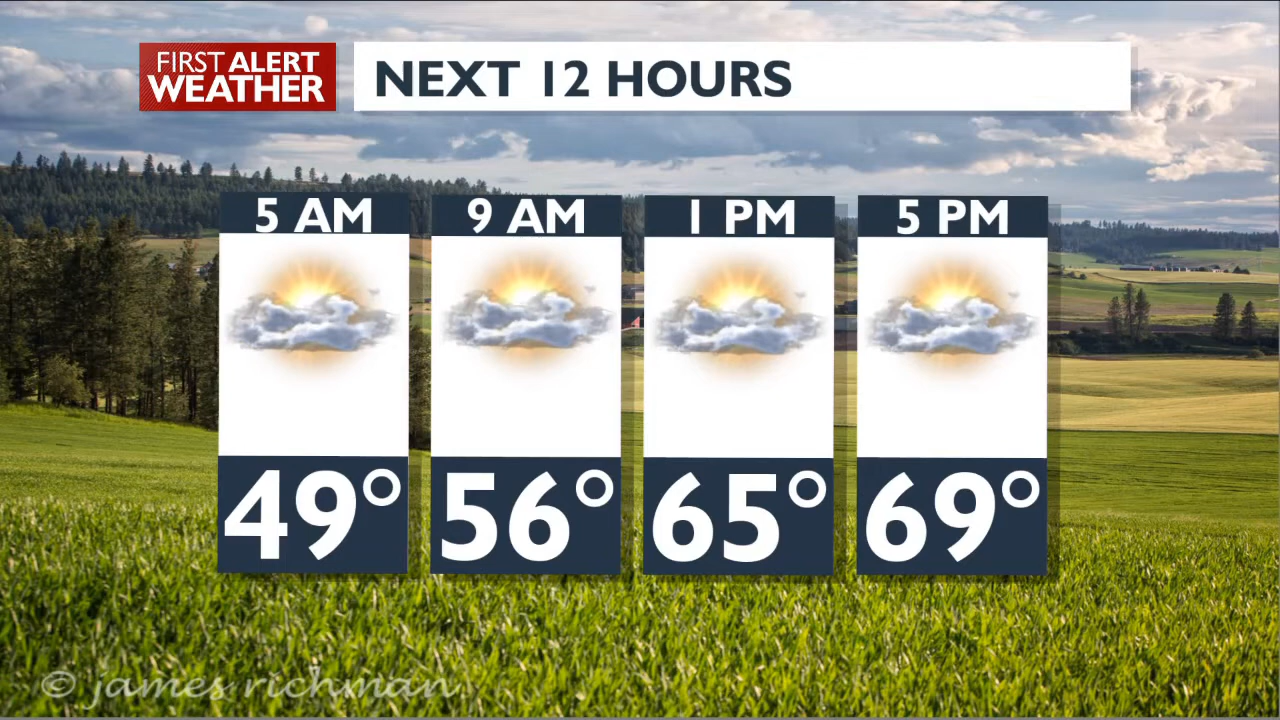 FIRST ALERT
WEATHER
NEXT 12 HOURS
5 AM
9 AM
1 PM
5 PM
49°
56°
65°
69°
© james richman